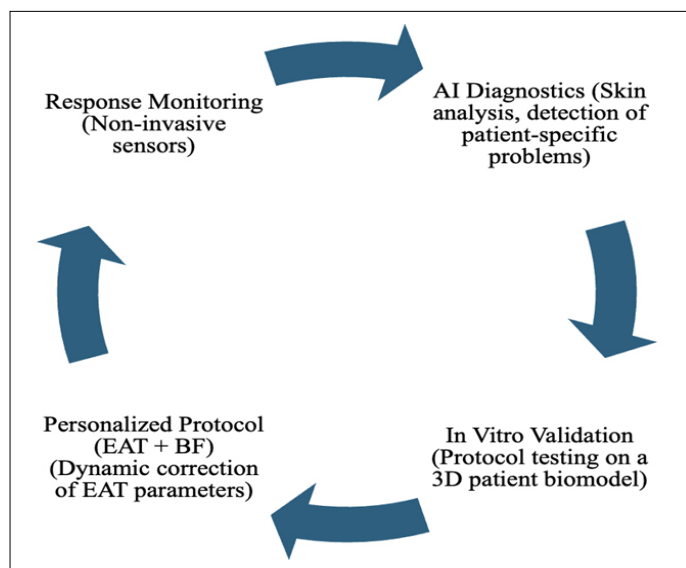 Response Monitoring
(Non-invasive
sensors)
AI Diagnostics (Skin
analysis, detection of
patient-specific
problems)
In Vitro Validation
(Protocol testing on a
3D patient biomodel)
Personalized Protocol
(EAT + BF)
(Dynamic correction
of EAT parameters)